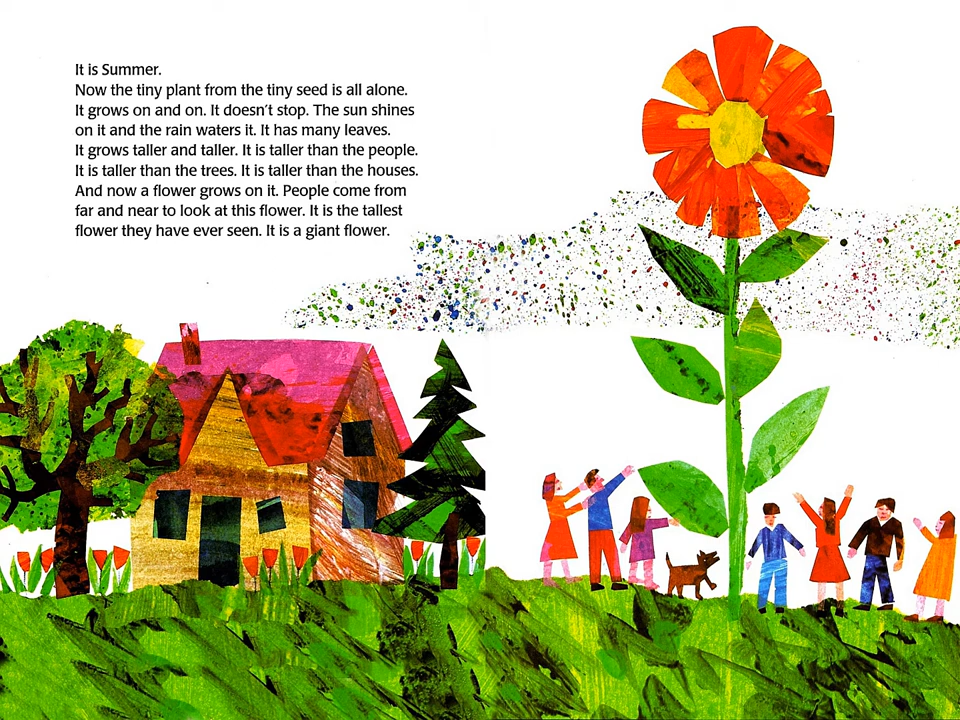 It is Summer.
Now the tiny plant from the tiny seed is all alone.
It grows on and on. It doesn’t stop. The sun shines
on it and the rain waters it. It has many leaves.
It grows taller and taller. It is taller than the people.
It is taller than the trees. It is taller than the houses.
And now a flower grows on it. People come from
far and near to look at this flower. It is the tallest
flower they have ever seen. It is a giant flower.